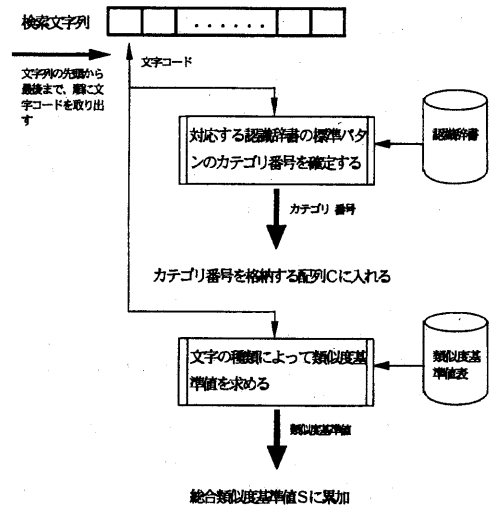 検索文字列
・・・・・・
文字列の先頭から
最後まで、順に文
字コードを取り出
す
文字コード
対応する認識辞書の標準パタ
ンのカテゴリ番号を確定する
認識辞書
カテゴリ 番号
カテゴリ番号を格納する配列Cに入れる
文字の種類によって類似度基
準値を求める
類似度基
準値表
類似度基準値
総合類似度基準値Sに累加